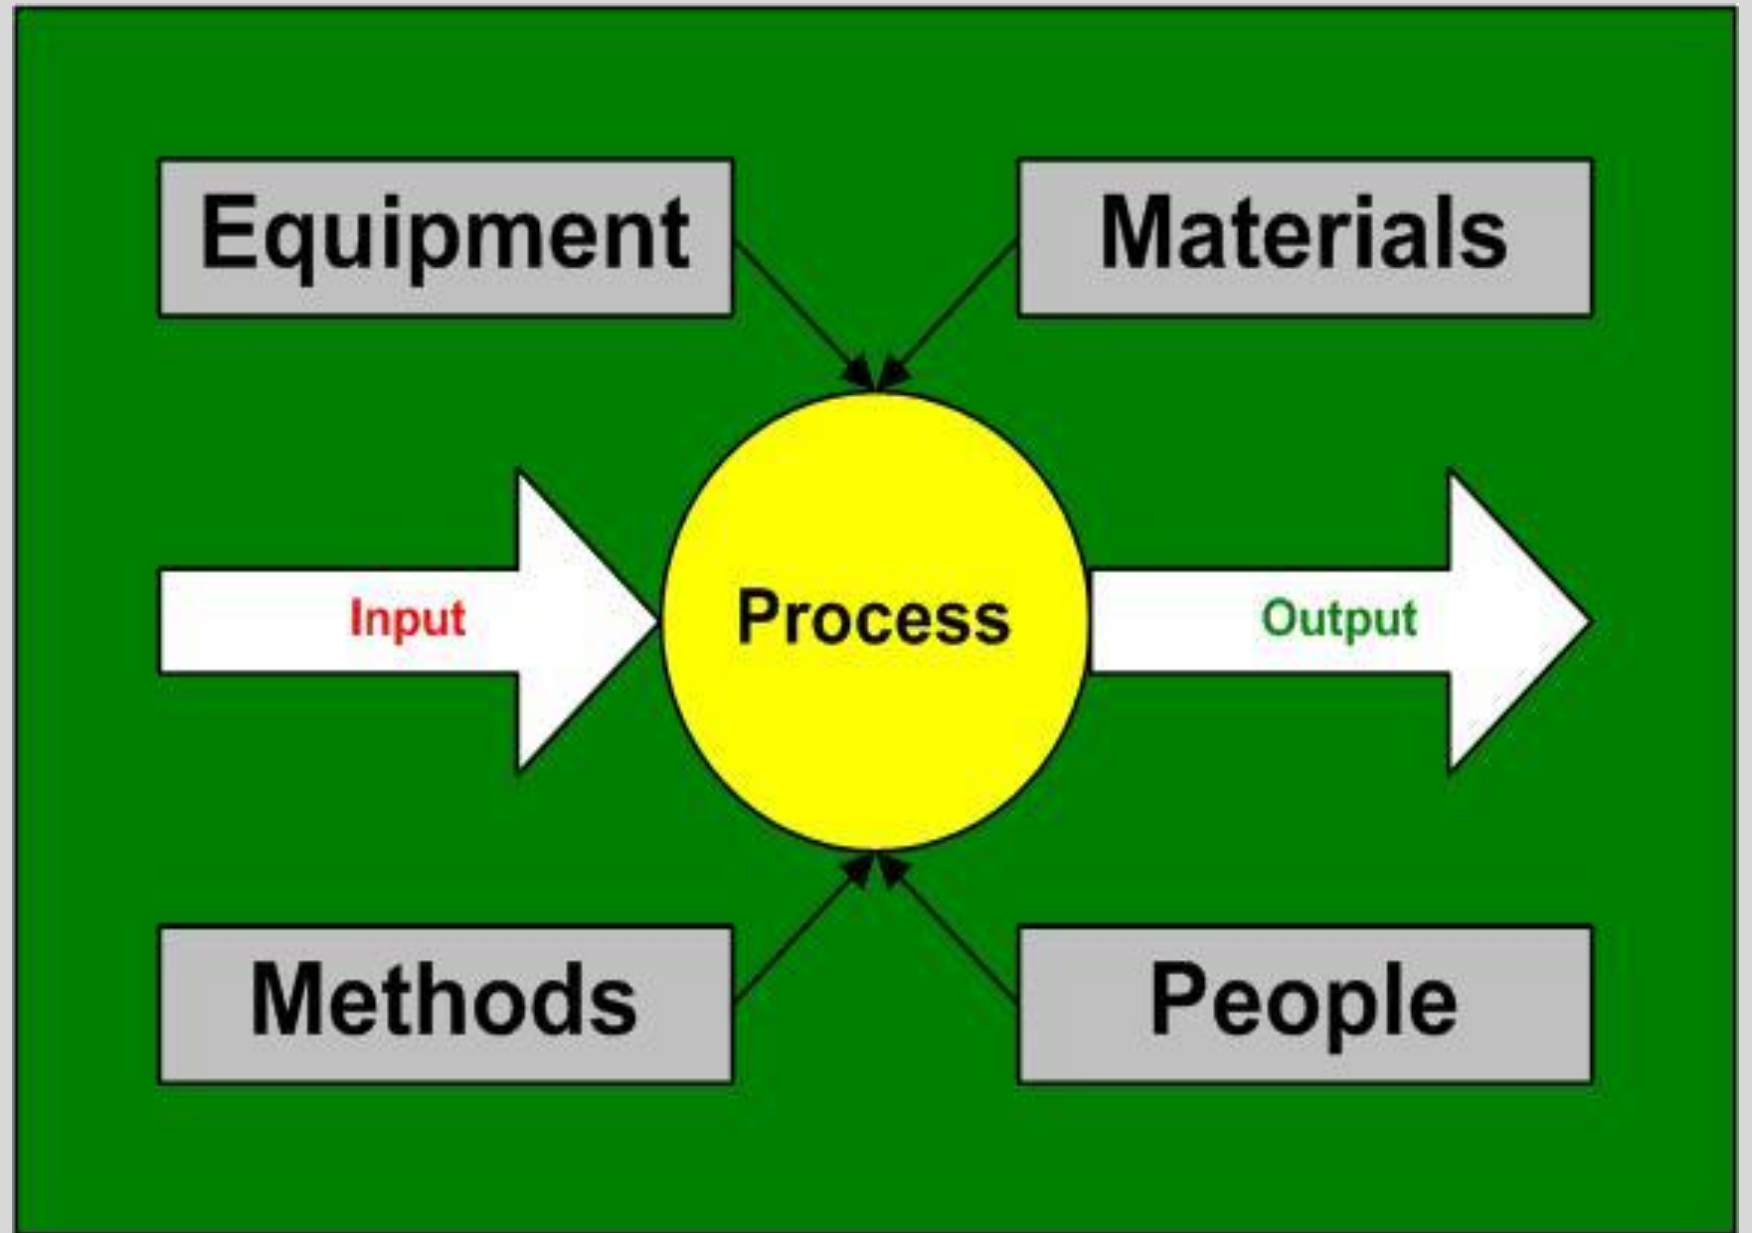 Equipment
Materials
Input
Process
Output
Methods
People